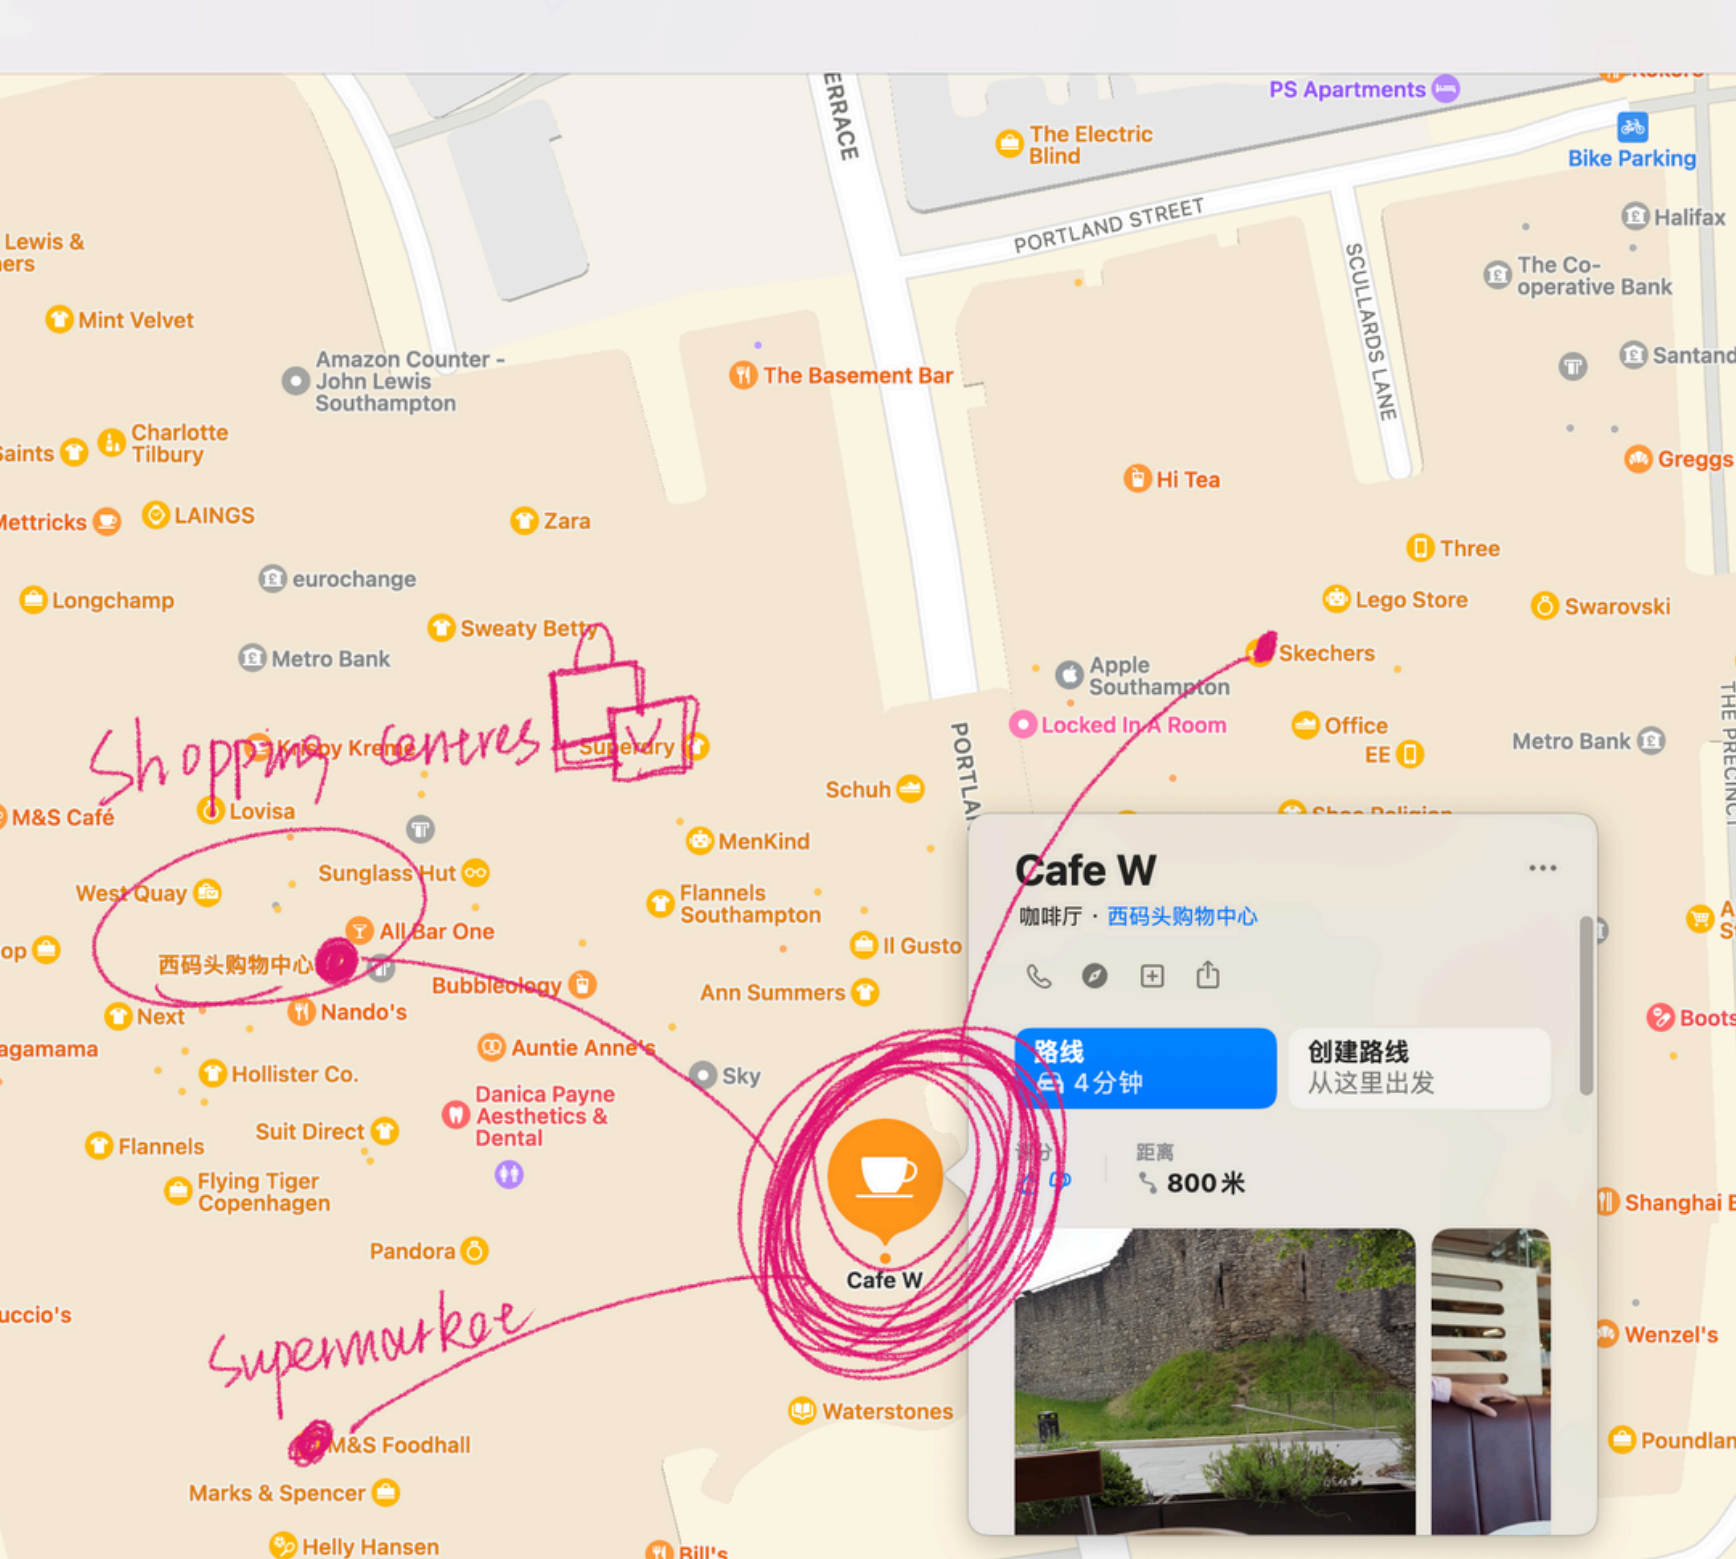 ERRACE
PS Apartments
The Electric
Blind
Bike Parking
PORTLAND STREET
Halifax
Lewis &
ers
SCULLARDS LANE
The Co-
operative Bank
Mint Velvet
Amazon Counter -
John Lewis
Southampton
The Basement Bar
Santand
Charlotte
Tilbury
Saints
Greggs
Hi Tea
Mettricks
LAINGS
Zara
Three
eurochange
Longchamp
Lego Store
Swarovski
Sweaty Betty
Metro Bank
Skechers
Apple
Southampton
Locked In A Room
Office
Shopping Centres
Krispy Kreme
Superdry
EE
Metro Bank
THE PRECINCT
PORTLA
Schuh
M&S Café
Lovisa
Shoe Religion
MenKind
Sunglass Hut
West Quay
Flannels
Southampton
All Bar One
Il Gusto
op
西码头购物中心
Bubbleology
Ann Summers
Next
Nando's
agamama
Auntie Anne's
Sky
Hollister Co.
Danica Payne
Aesthetics &
Dental
Suit Direct
Flannels
Flying Tiger
Copenhagen
Pandora
Cafe W
uccio's
Supermarket
Waterstones
M&S Foodhall
Marks & Spencer
Helly Hansen
Bill's
Cafe W
咖啡厅 · 西码头购物中心
路线
4分钟
创建路线
从这里出发
评分
距离
800米
Boots
Shanghai
Wenzel's
Poundlan